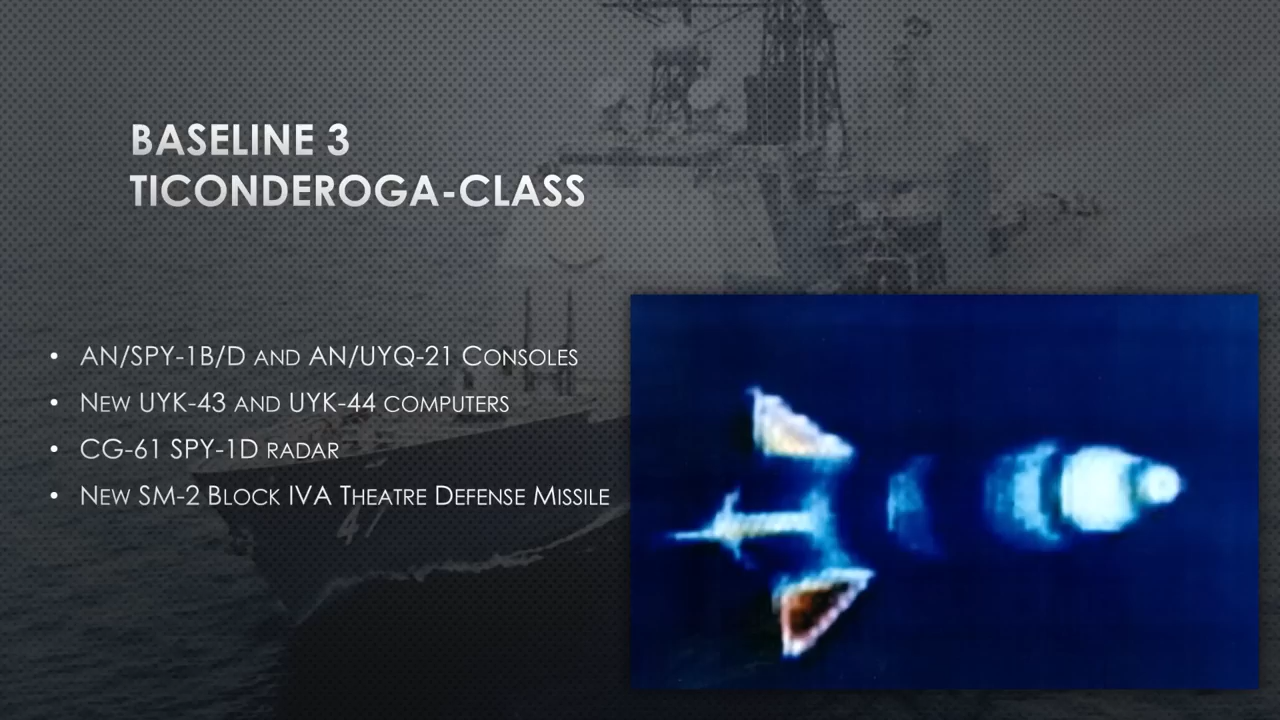 BASELINE 3
TICONDEROGA-CLASS
• AN/SPY-1B/D AND AN/UYQ-21 CONSOLES
• NEW UYK-43 AND UYK-44 COMPUTERS
• CG-61 SPY-1D RADAR
• NEW SM-2 BLOCK IVA THEATRE DEFENSE MISSILE